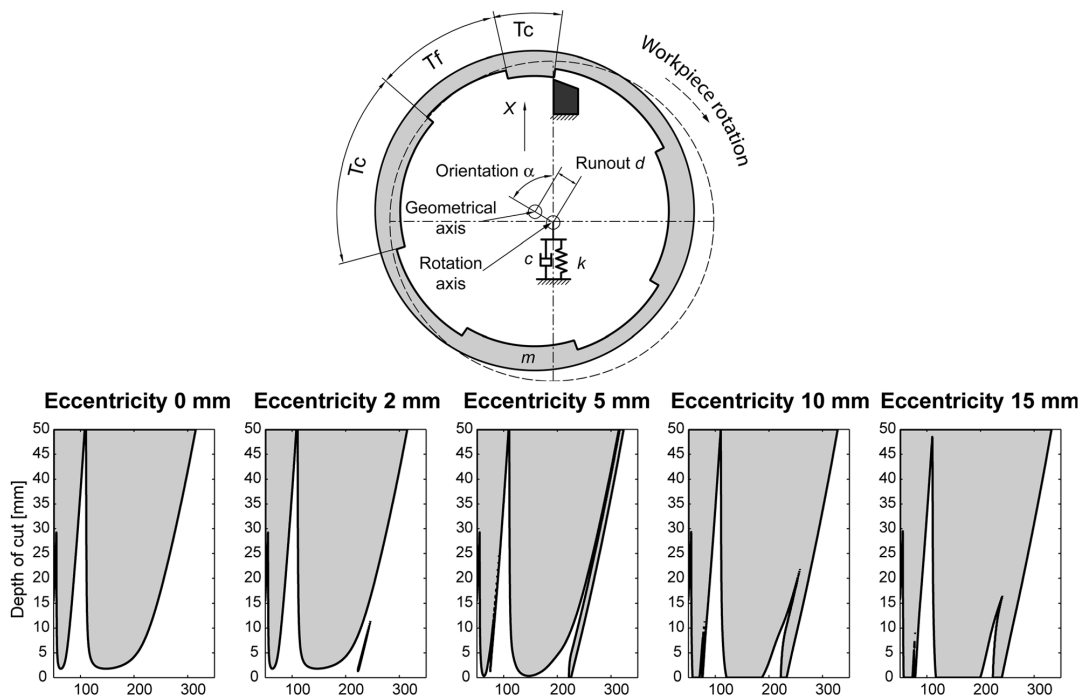 Tc
Tf
Tc
Workpiece rotation
X
Orientation α
Runout d
Geometrical
axis
Rotation
axis
c
k
m
Eccentricity 0 mm Eccentricity 2 mm Eccentricity 5 mm Eccentricity 10 mm Eccentricity 15 mm
Depth of cut [mm]
50 50 50 50 50
45 45 45 45 45
40 40 40 40 40
35 35 35 35 35
30 30 30 30 30
25 25 25 25 25
20 20 20 20 20
15 15 15 15 15
10 10 10 10 10
5 5 5 5 5
0 0 0 0 0
100 200 300 100 200 300 100 200 300 100 200 300 100 200 300